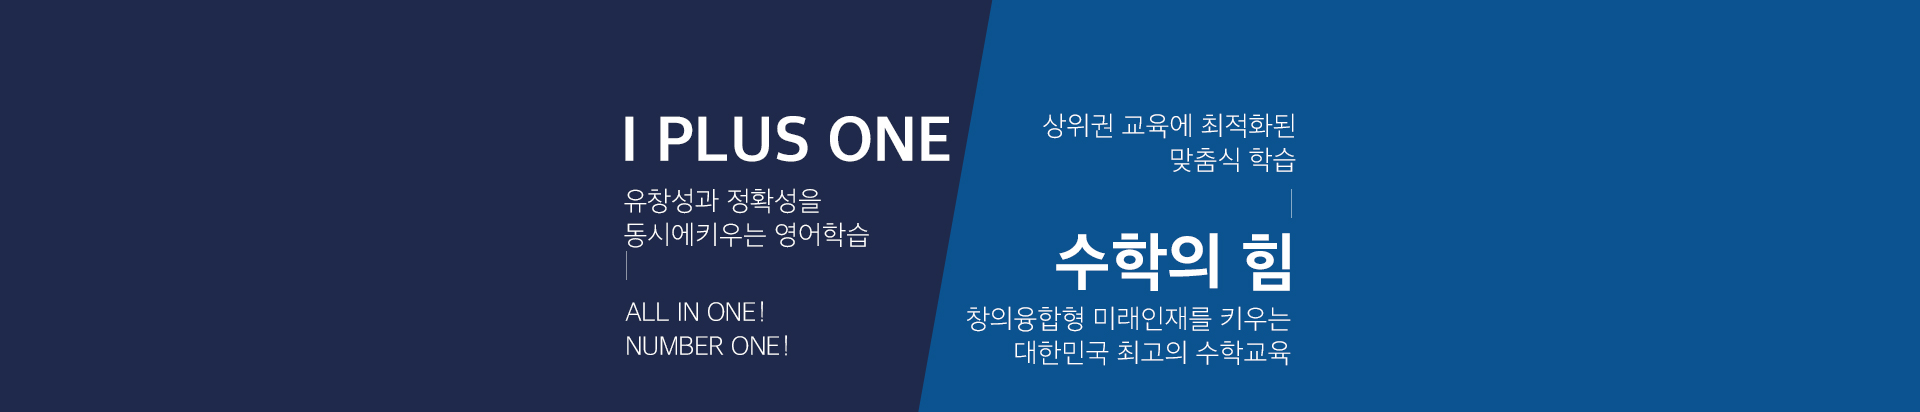 I PLUS ONE
유창성과 정확성을
동시에키우는 영어학습
ALL IN ONE!
NUMBER ONE!
상위권 교육에 최적화된
맞춤식 학습
수학의 힘
창의융합형 미래인재를 키우는
대한민국 최고의 수학교육